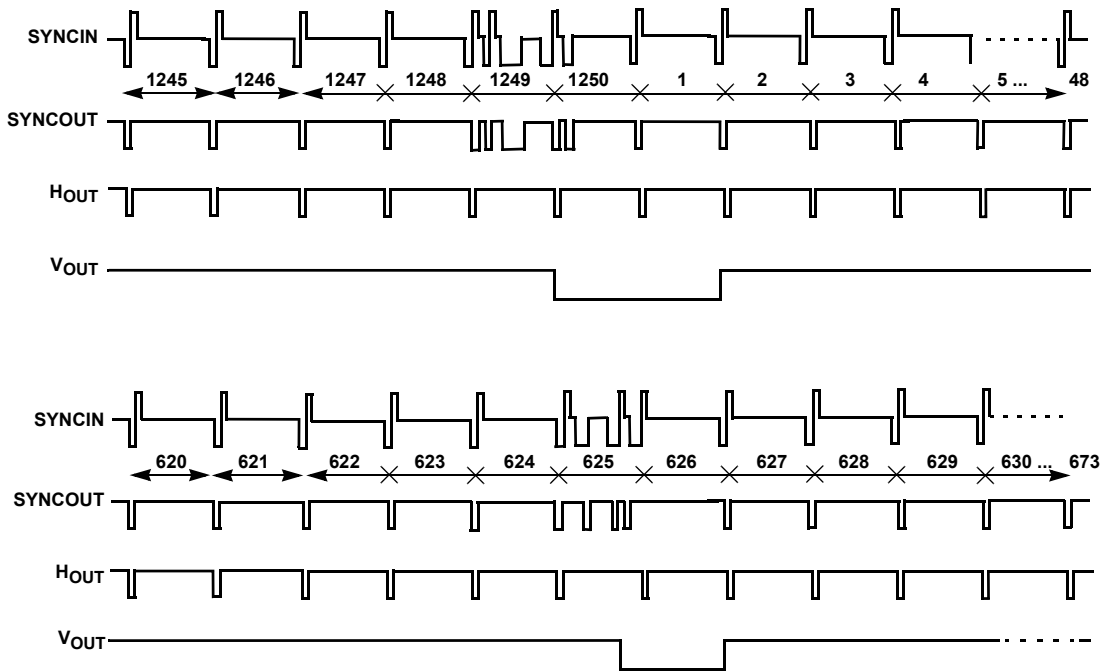 SYNCIN
1245 1246 1247 1248 1249 1250 1 2 3 4 5 ... 48
SYNCOUT
HOUT
VOUT
SYNCIN
620 621 622 623 624 625 626 627 628 629 630 ... 673
SYNCOUT
HOUT
VOUT